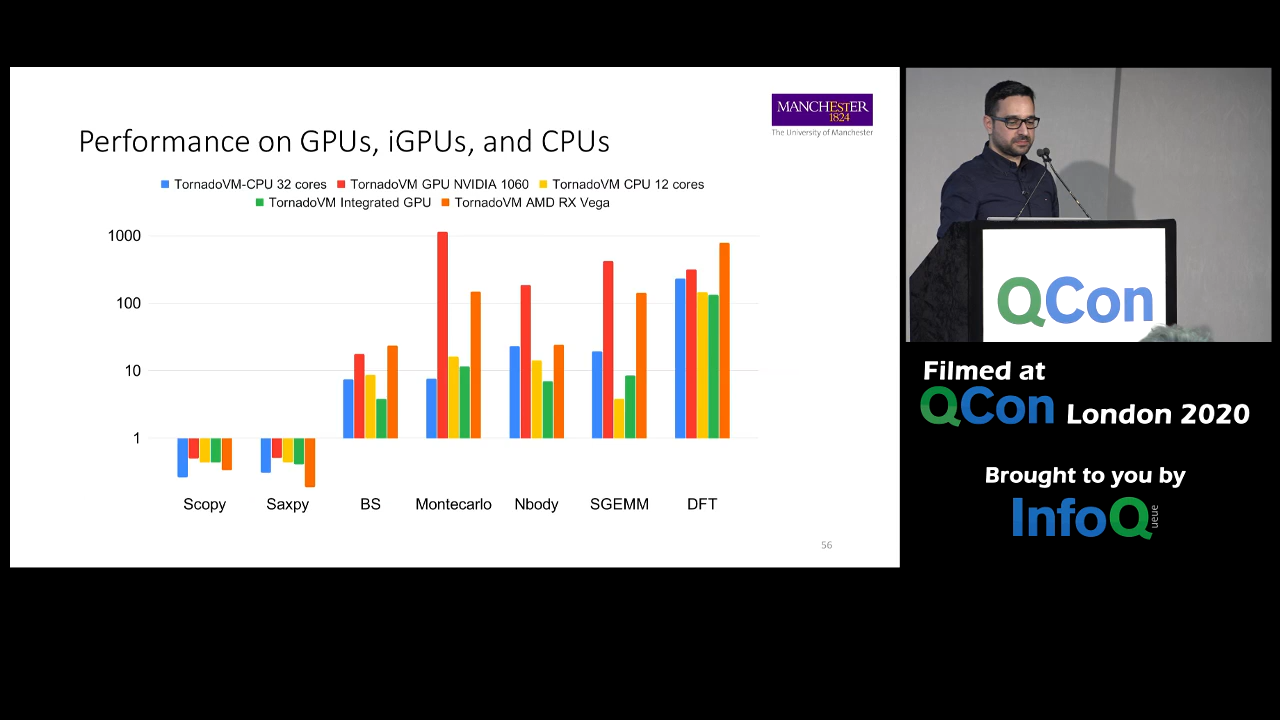 MANCHESTER
1824
The University of Manchester
Performance on GPUs, iGPUs, and CPUs
TornadoVM-CPU 32 cores TornadoVM GPU NVIDIA 1060 TornadoVM CPU 12 cores
TornadoVM Integrated GPU TornadoVM AMD RX Vega
1000
100
10
1
Scopy Saxpy BS Montecarlo Nbody SGEMM DFT
56
QCon
Filmed at
QCon London 2020
Brought to you by
InfoQ
ueue